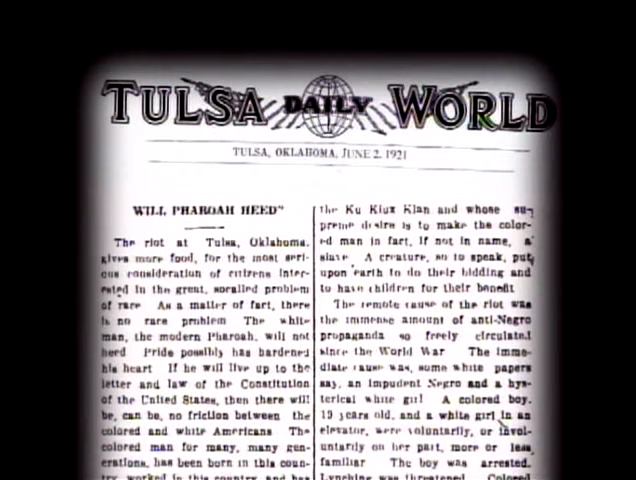 TULSA DAILY WORLD
TULSA, OKLAHOMA, JUNE 2, 1921
WILL PHAROAH HEED"
The riot at Tulsa, Oklahoma,
gives more food, for the most seri-
ous consideration of citizens inter-
ested in the great, socalled problem
of race As a matter of fact, there
is no race problem The white
man, the modern Pharoah, will not
heed Pride possibly has hardened
his heart If he will live up to the
letter and law of the Constitution
of the United States, then there will
be, can be, no friction between the
colored and white Americans The
colored man for many, many gen-
erations, has been born in this coun-
try, worked in this country and has
the Ku Klux Klan and whose su-
preme desire is to make the color-
ed man in fact, if not in name, a
slave A creature, so to speak, put
upon earth to do their bidding and
to have children for their benefit
The remote cause of the riot was
the immense amount of anti-Negro
propaganda so freely circulated
since the World War The imme-
diate cause was, some white papers
say, an impudent Negro and a hys-
terical white girl A colored boy,
19 years old, and a white girl in an
elevator, were voluntarily, or invol-
untarily on her part, more or less
familiar The boy was arrested.
Lynching was threatened Colored